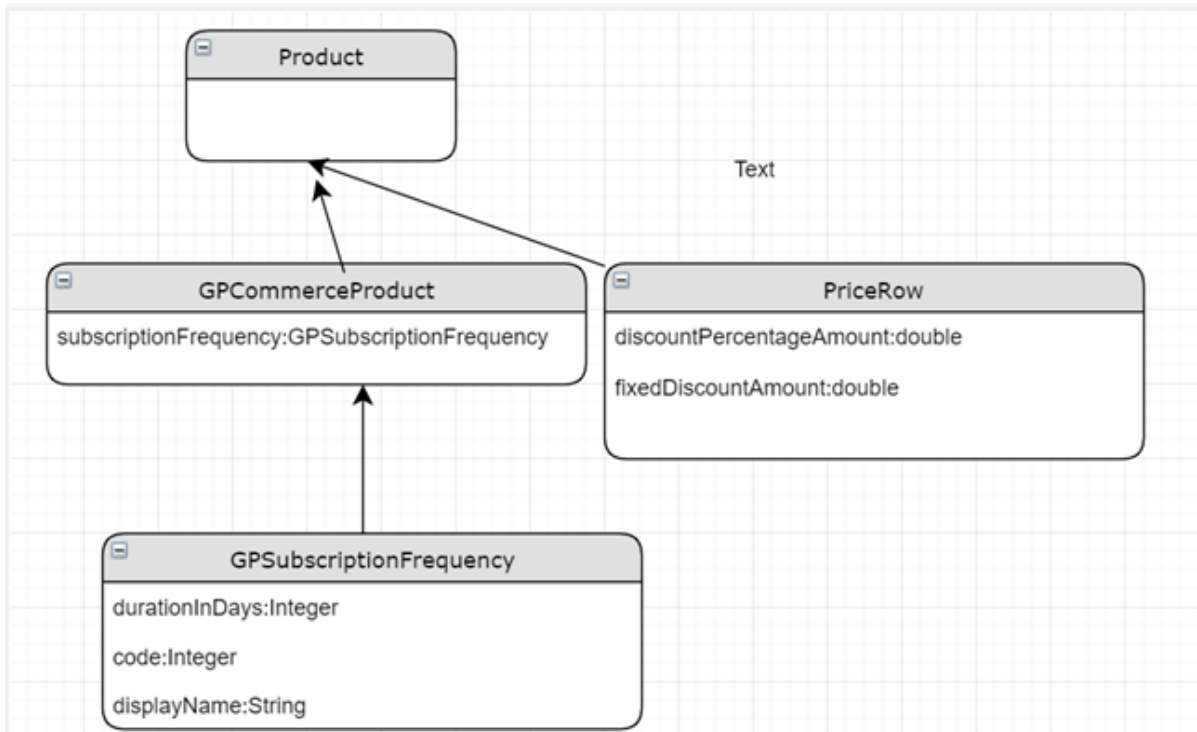 Product
Text
GPCommerceProduct
subscriptionFrequency:GPSubscriptionFrequency
PriceRow
discountPercentageAmount:double
fixedDiscountAmount:double
GPSubscriptionFrequency
durationInDays:Integer
code:Integer
displayName:String